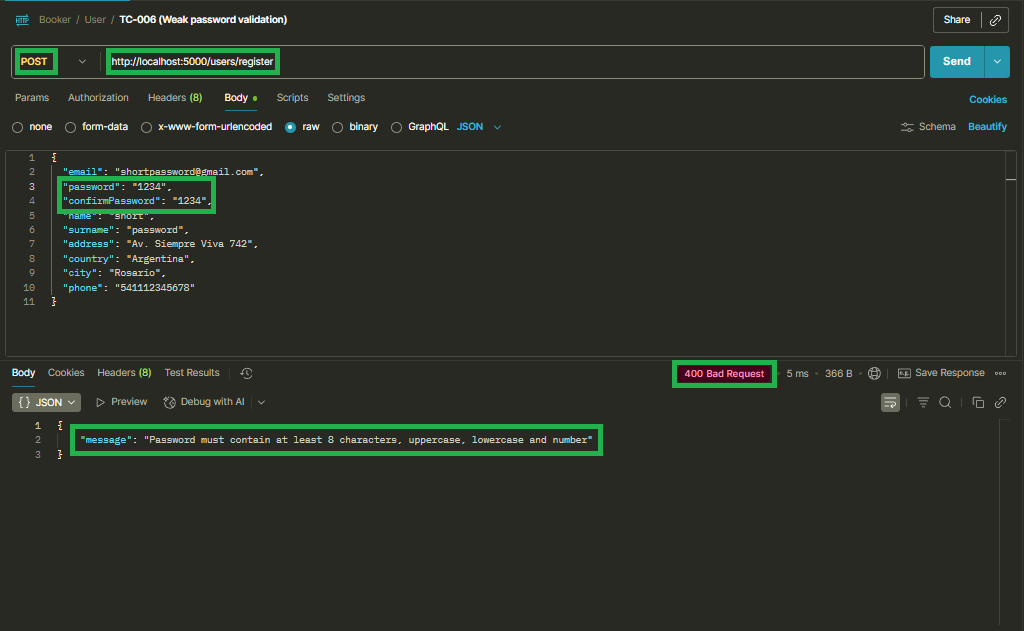 HTTP Booker / User / TC-006 (Weak password validation) Share
POST http://localhost:5000/users/register Send
Params Authorization Headers (8) Body Scripts Settings Cookies
none form-data x-www-form-urlencoded raw binary GraphQL JSON Schema Beautify
1 {
2 "email": "shortpassword@gmail.com",
3 "password": "1234",
4 "confirmPassword": "1234",
5 "name": "short",
6 "surname": "password",
7 "address": "Av. Siempre Viva 742",
8 "country": "Argentina",
9 "city": "Rosario",
10 "phone": "541112345678"
11 }
Body Cookies Headers (8) Test Results 400 Bad Request • 5 ms • 366 B • Save Response
{} JSON Preview Debug with AI
1 {
2 "message": "Password must contain at least 8 characters, uppercase, lowercase and number"
3 }